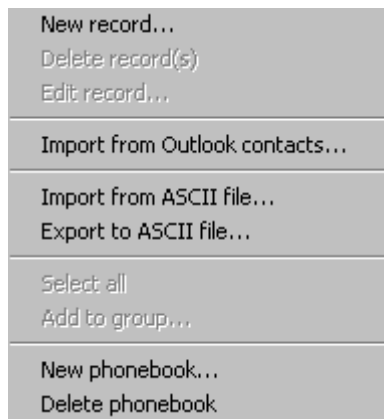 New record...
Delete record(s)
Edit record...
Import from Outlook contacts...
Import from ASCII file...
Export to ASCII file...
Select all
Add to group...
New phonebook...
Delete phonebook